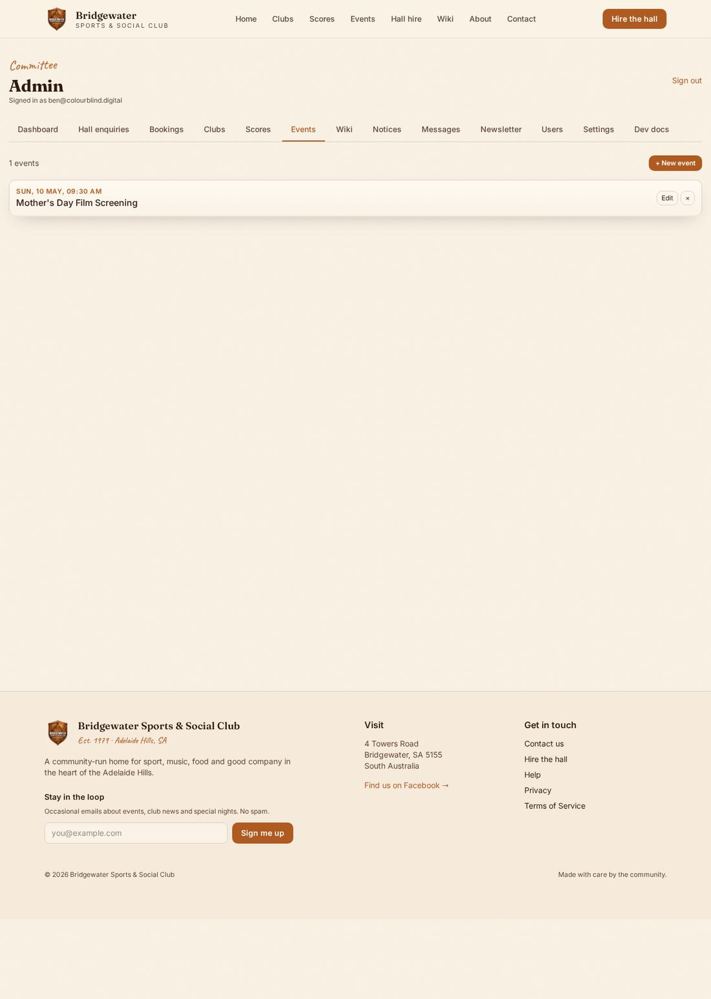 Bridgewater
SPORTS & SOCIAL CLUB
Home Clubs Scores Events Hall hire Wiki About Contact
Hire the hall
Committee
Admin
Signed in as ben@colourblind.digital
Sign out
Dashboard Hall enquiries Bookings Clubs Scores Events Wiki Notices Messages Newsletter Users Settings Dev docs
1 events
+ New event
SUN, 10 MAY, 09:30 AM
Mother's Day Film Screening
Edit ×
BRIDGEWATER
Bridgewater Sports & Social Club
Est. 1979 · Adelaide Hills, SA
A community-run home for sport, music, food and good company in
the heart of the Adelaide Hills.
Stay in the loop
Occasional emails about events, club news and special nights. No spam.
you@example.com
Sign me up
Visit
4 Towers Road
Bridgewater, SA 5155
South Australia
Find us on Facebook →
Get in touch
Contact us
Hire the hall
Help
Privacy
Terms of Service
© 2026 Bridgewater Sports & Social Club
Made with care by the community.